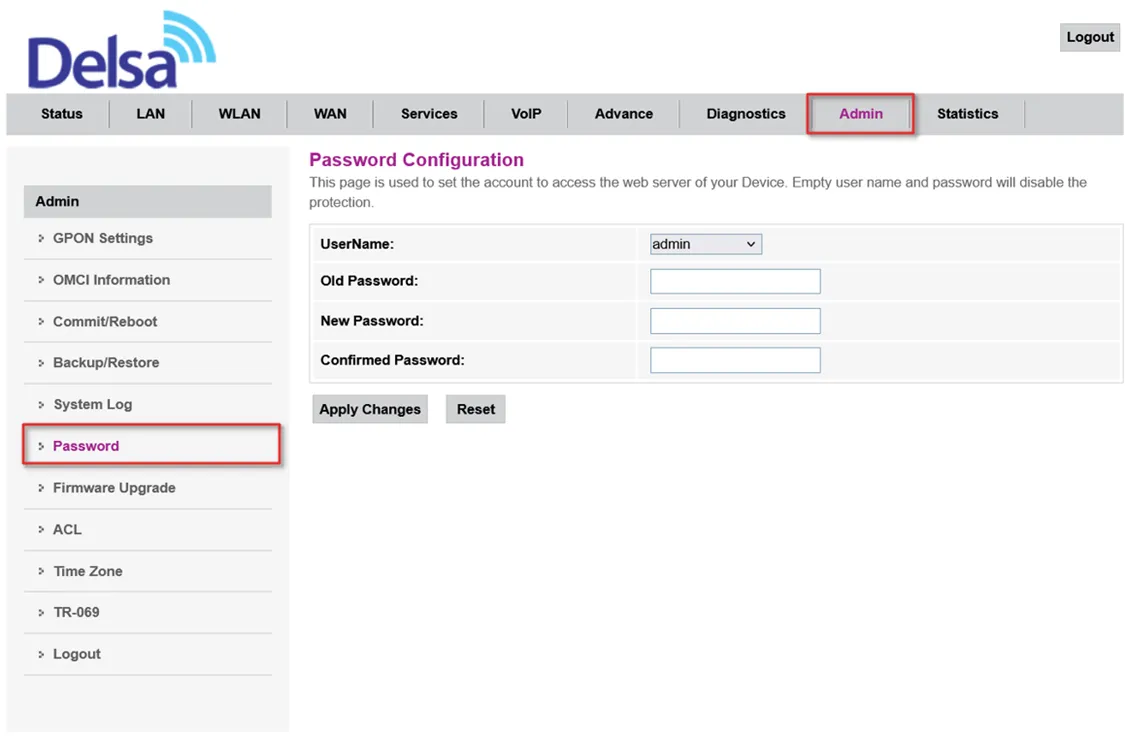 Delsa
Logout
Status LAN WLAN WAN Services VoIP Advance Diagnostics Admin Statistics
Admin
GPON Settings
OMCI Information
Commit/Reboot
Backup/Restore
System Log
Password
Firmware Upgrade
ACL
Time Zone
TR-069
Logout
Password Configuration
This page is used to set the account to access the web server of your Device. Empty user name and password will disable the
protection.
UserName: admin
Old Password:
New Password:
Confirmed Password:
Apply Changes Reset